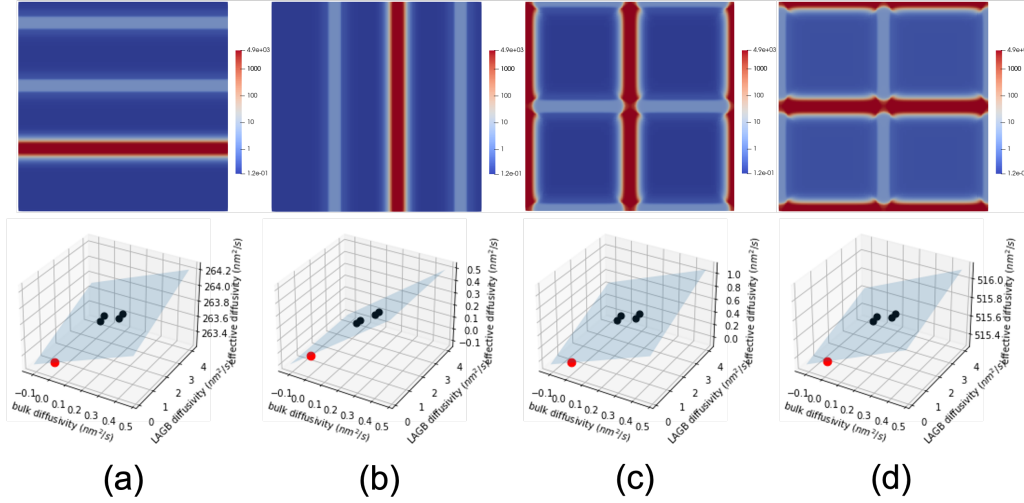 4.9e+03
1000
100
10
1
1.2e-01
4.9e+03
1000
100
10
1
1.2e-01
4.9e+03
1000
100
10
1
1.2e-01
4.9e+03
1000
100
10
1
1.2e-01
264.2
264.0
263.8
263.6
263.4
Effective diffusivity (nm²/s)
−0.1 0.0 0.1 0.2 0.3 0.4 0.5
bulk diffusivity (nm²/s)
0 1 2 3 4
LAGB diffusivity (nm²/s)
0.5
0.4
0.3
0.2
0.1
0.0
−0.1
Effective diffusivity (nm²/s)
−0.1 0.0 0.1 0.2 0.3 0.4 0.5
bulk diffusivity (nm²/s)
0 1 2 3 4
LAGB diffusivity (nm²/s)
1.0
0.8
0.6
0.4
0.2
0.0
Effective diffusivity (nm²/s)
−0.1 0.0 0.1 0.2 0.3 0.4 0.5
bulk diffusivity (nm²/s)
0 1 2 3 4
LAGB diffusivity (nm²/s)
516.0
515.8
515.6
515.4
Effective diffusivity (nm²/s)
−0.1 0.0 0.1 0.2 0.3 0.4 0.5
bulk diffusivity (nm²/s)
0 1 2 3 4
LAGB diffusivity (nm²/s)
(a) (b) (c) (d)